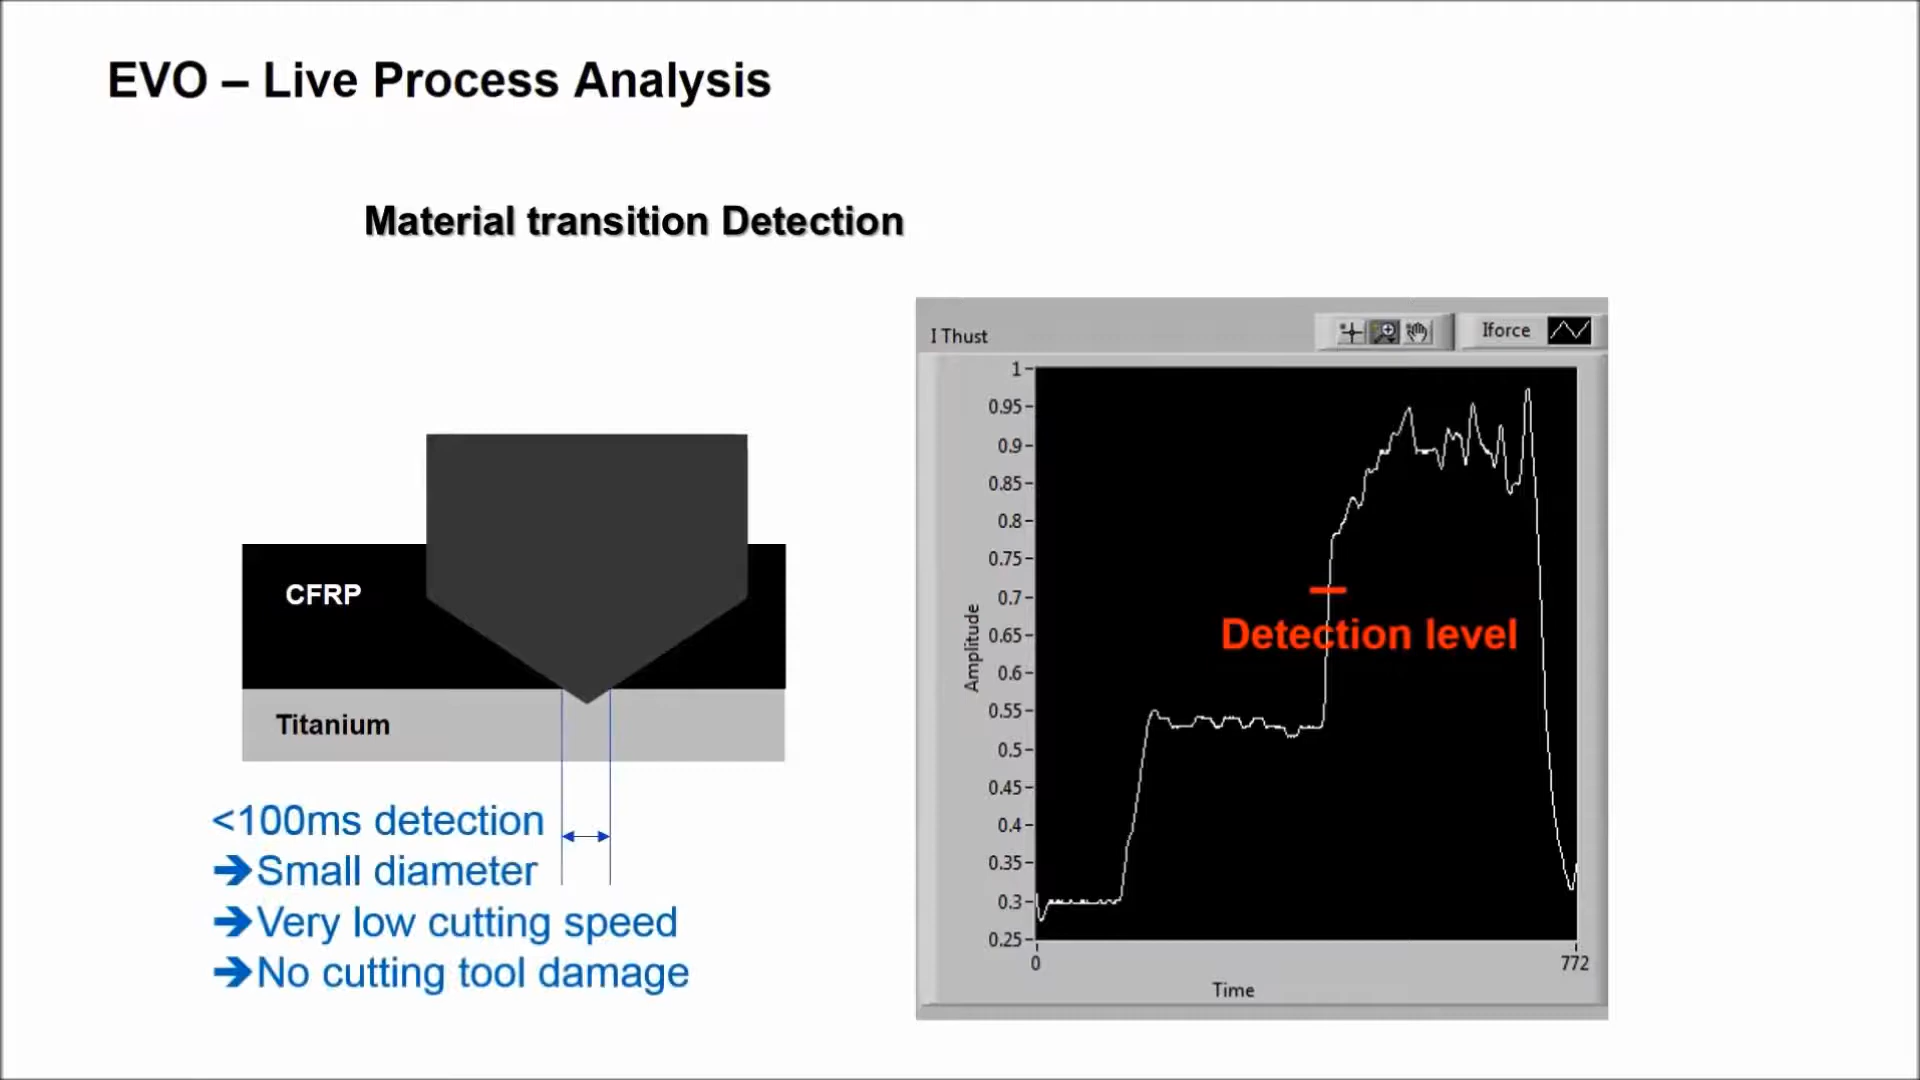 EVO – Live Process Analysis
Material transition Detection
CFRP
Titanium
<100ms detection
➔Small diameter
➔Very low cutting speed
➔No cutting tool damage
I Thust
Iforce
1
0.95
0.9
0.85
0.8
0.75
0.7
0.65
0.6
0.55
0.5
0.45
0.4
0.35
0.3
0.25
Amplitude
Detection level
0
772
Time